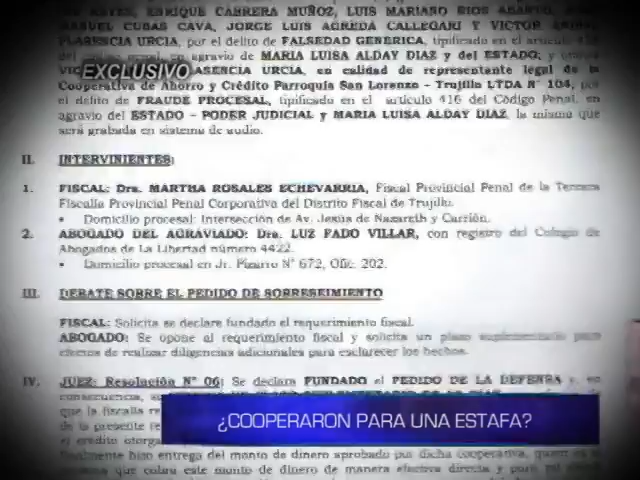 DE REYES, ENRIQUE CABRERA MUÑOZ, LUIS MARIANO RIOS
MANUEL CUBAS CAVA, JORGE LUIS AGREDA CALLEGARI Y VICTOR
PLASENCIA URCIA, por el delito de FALSEDAD GENERICA, tipificado en el artículo
en agravio de MARIA LUISA ALDAY DIAZ y del ESTADO;
EXCLUSIVO
ASENCIA URCIA, en calidad de representante legal de la
Cooperativa de Ahorro y Crédito Parroquia San Lorenzo - Trujillo LTDA N° 104, por
el delito de FRAUDE PROCESAL, tipificado en el artículo 416 del Código Penal, en
agravio del ESTADO - PODER JUDICIAL y MARIA LUISA ALDAY DIAZ, la misma que
será grabada en sistema de audio.
II. INTERVINIENTES:
1. FISCAL: Dra. MARTHA ROSALES ECHEVARRIA, Fiscal Provincial Penal de la Tercera
Fiscalía Provincial Penal Corporativa del Distrito Fiscal de Trujillo.
• Domicilio procesal: Intersección de Av. Jesús de Nazareth y Carrión.
2. ABOGADO DEL AGRAVIADO: Dra. LUZ FADO VILLAR, con registro del Colegio de
Abogados de La Libertad número 4422.
• Domicilio procesal en Jr. Pizarro N° 672, Ofic. 202.
III. DEBATE SOBRE EL PEDIDO DE SOBRESEIMIENTO
FISCAL: Solicita se declare fundado el requerimiento fiscal.
ABOGADO: Se opone al requerimiento fiscal y solicita un plazo suplementario para
efectos de realizar diligencias adicionales para esclarecer los hechos.
IV. JUEZ: Resolución N° 06: Se declara FUNDADO el PEDIDO DE LA DEFENSA y, en
consecuencia,
que la fiscalía
de la presente
¿COOPERARON PARA UNA ESTAFA?
el crédito
finalmente hizo entrega del monto de dinero aprobado por dicha cooperativa,
que cobra este monto de dinero de manera efectiva directa y